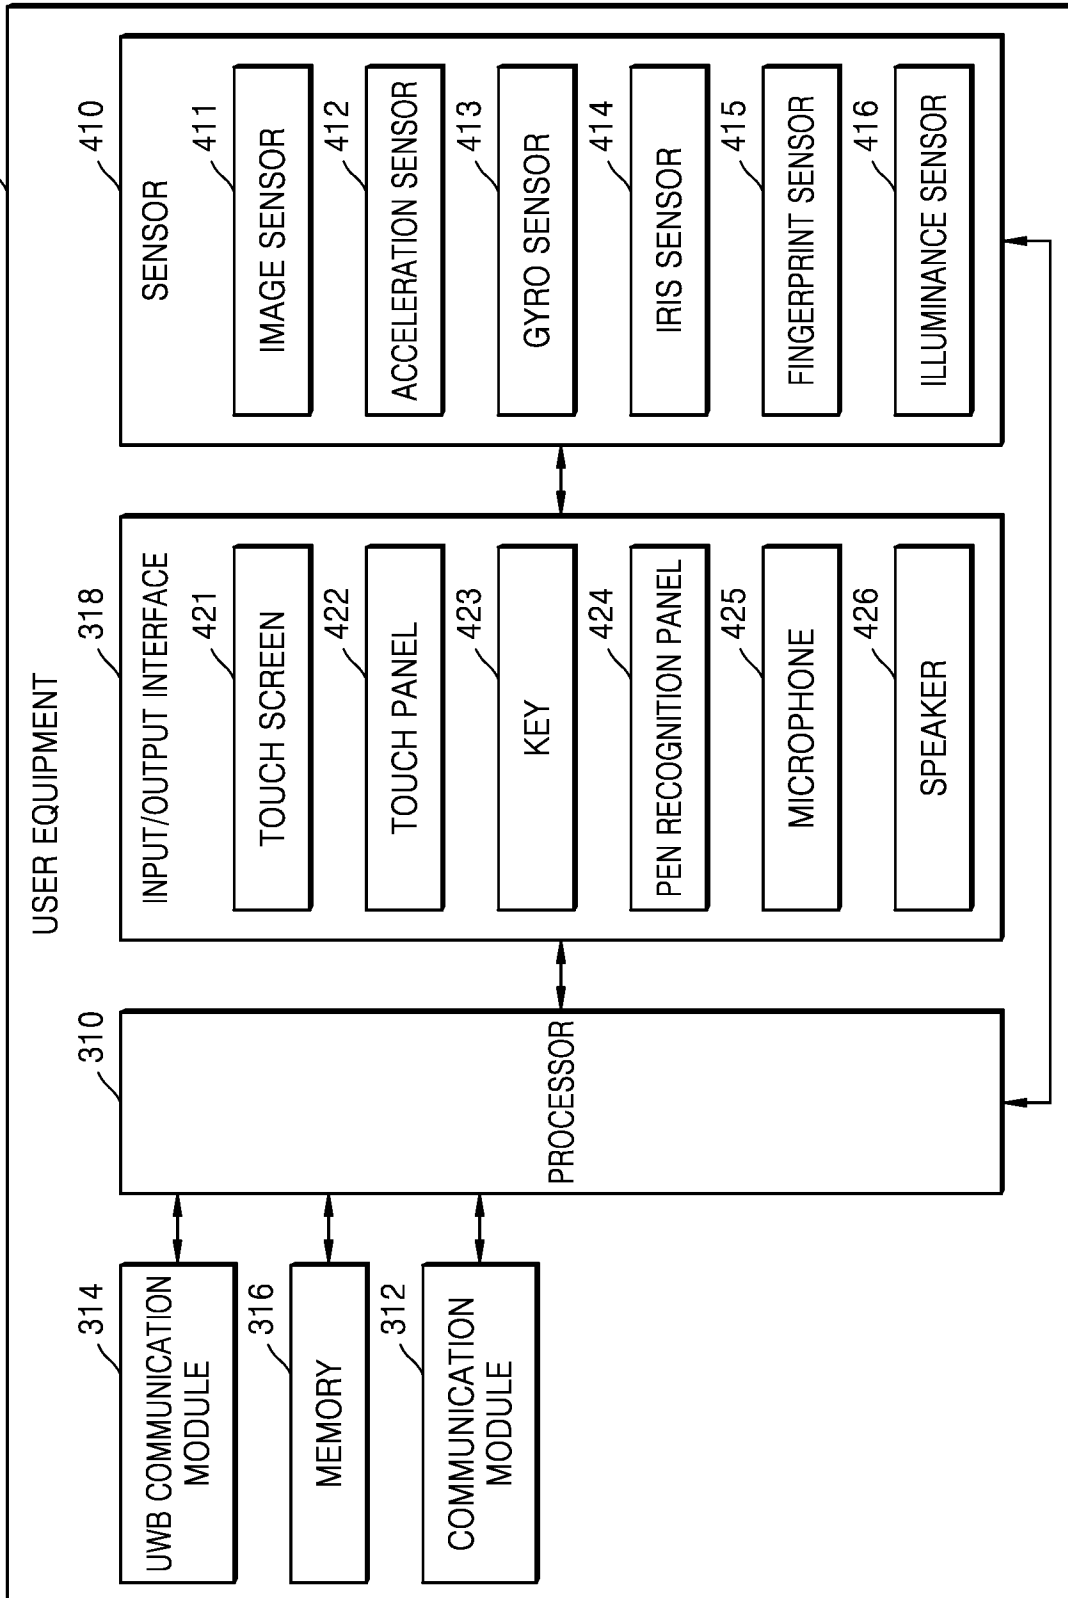 USER EQUIPMENT
314
UWB COMMUNICATION
MODULE
316
MEMORY
312
COMMUNICATION
MODULE
310
PROCESSOR
318
INPUT/OUTPUT INTERFACE
421
TOUCH SCREEN
422
TOUCH PANEL
423
KEY
424
PEN RECOGNITION PANEL
425
MICROPHONE
426
SPEAKER
410
SENSOR
411
IMAGE SENSOR
412
ACCELERATION SENSOR
413
GYRO SENSOR
414
IRIS SENSOR
415
FINGERPRINT SENSOR
416
ILLUMINANCE SENSOR